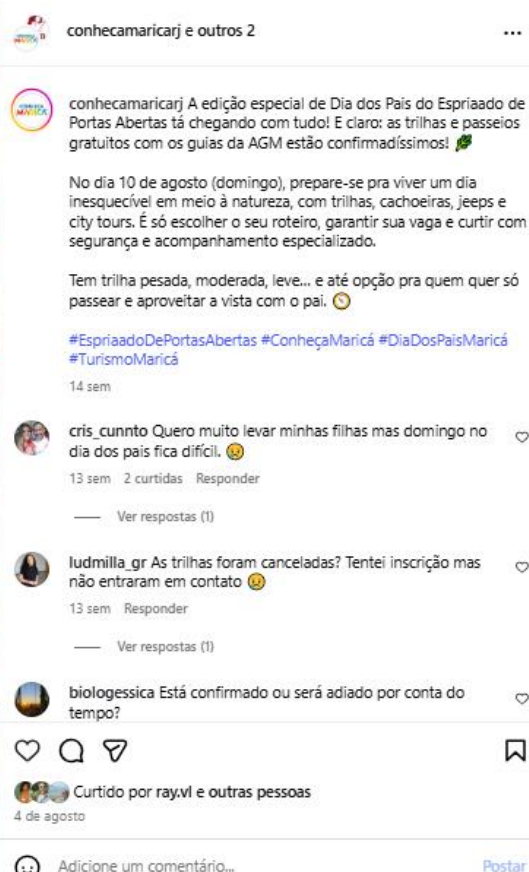 conhecamaricarj e outros 2
conhecamaricarj A edição especial de Dia dos Pais do Espriaado de
Portas Abertas tá chegando com tudo! E claro: as trilhas e passeios
gratuitos com os guias da AGM estão confirmadíssimos! 🌿
No dia 10 de agosto (domingo), prepare-se pra viver um dia
inesquecível em meio à natureza, com trilhas, cachoeiras, jeeps e
city tours. É só escolher o seu roteiro, garantir sua vaga e curtir com
segurança e acompanhamento especializado.
Tem trilha pesada, moderada, leve... e até opção pra quem quer só
passear e aproveitar a vista com o pai. 🧭
#EspriaadoDePortasAbertas #ConheçaMaricá #DiaDosPaisMaricá
#TurismoMaricá
14 sem
cris_cunnto Quero muito levar minhas filhas mas domingo no
dia dos pais fica difícil. 😢
13 sem 2 curtidas Responder
Ver respostas (1)
ludmilla_gr As trilhas foram canceladas? Tentei inscrição mas
não entraram em contato 😢
13 sem Responder
Ver respostas (1)
biologessica Está confirmado ou será adiado por conta do
tempo?
Curtido por ray.vl e outras pessoas
4 de agosto
Adicione um comentário...
Postar